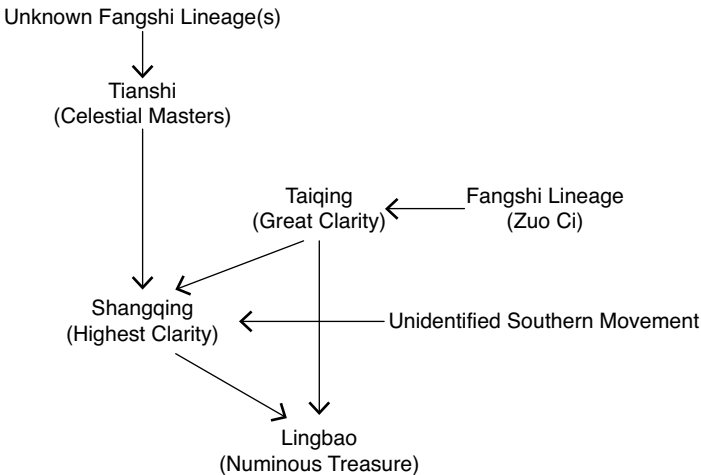 Unknown Fangshi Lineage(s)
Tianshi
(Celestial Masters)
Taiqing
(Great Clarity)
Fangshi Lineage
(Zuo Ci)
Shangqing
(Highest Clarity)
Unidentified Southern Movement
Lingbao
(Numinous Treasure)